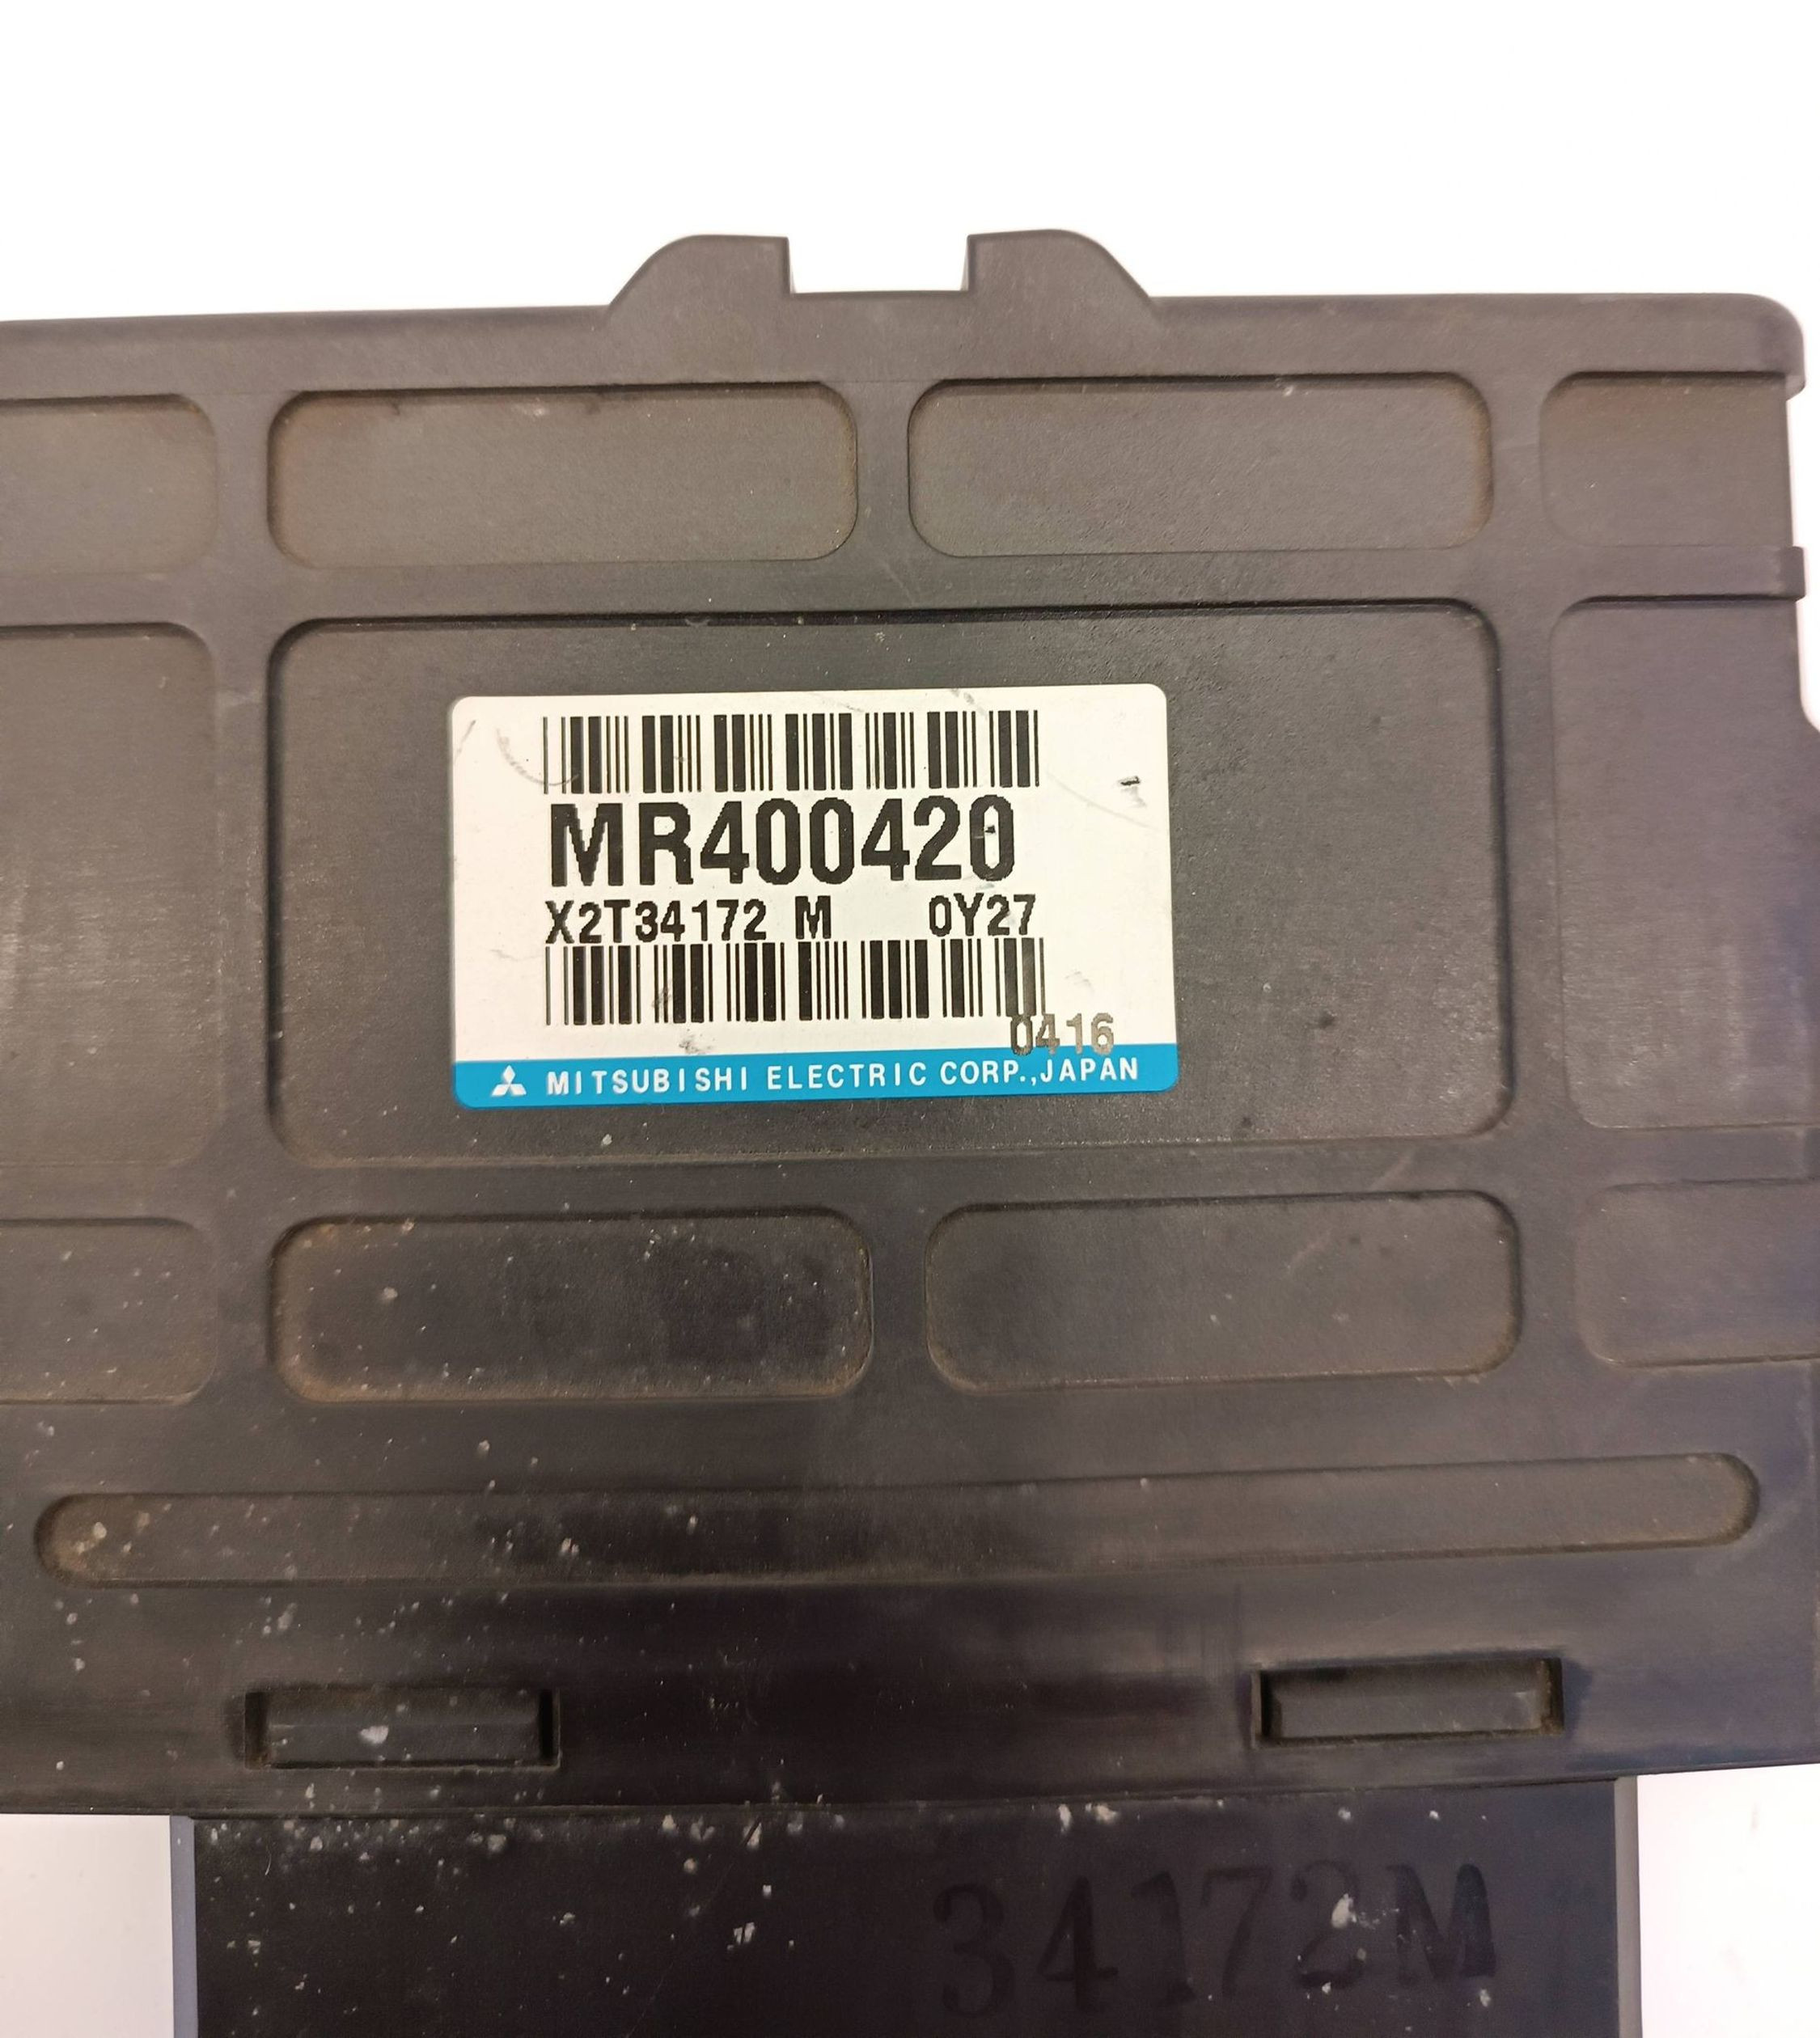 MR400420
X2T34172 M 0Y27
0416
MITSUBISHI ELECTRIC CORP.,JAPAN
34172M